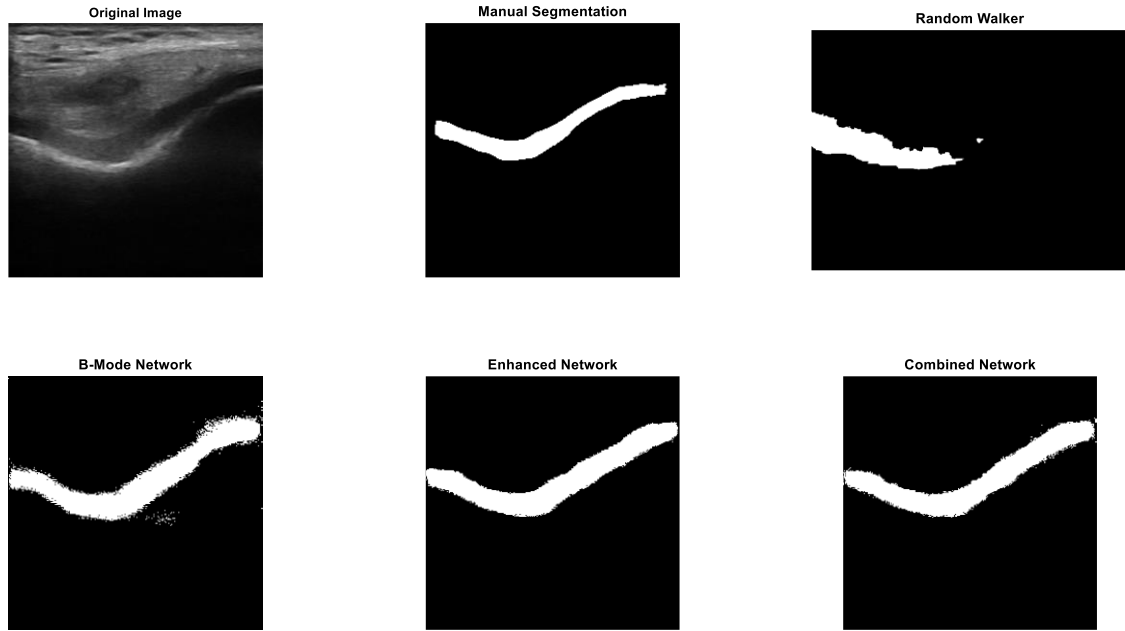 Original Image
Manual Segmentation
Random Walker
B-Mode Network
Enhanced Network
Combined Network